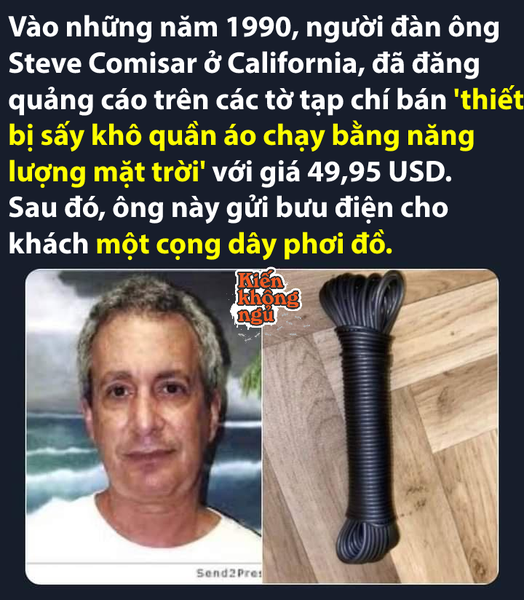 Vào những năm 1990, người đàn ông
Steve Comisar ở California, đã đăng
quảng cáo trên các tờ tạp chí bán 'thiết
bị sấy khô quần áo chạy bằng năng
lượng mặt trời' với giá 49,95 USD.
Sau đó, ông này gửi bưu điện cho
khách một cọng dây phơi đồ.
Kiến
không
ngủ
Send2Pres